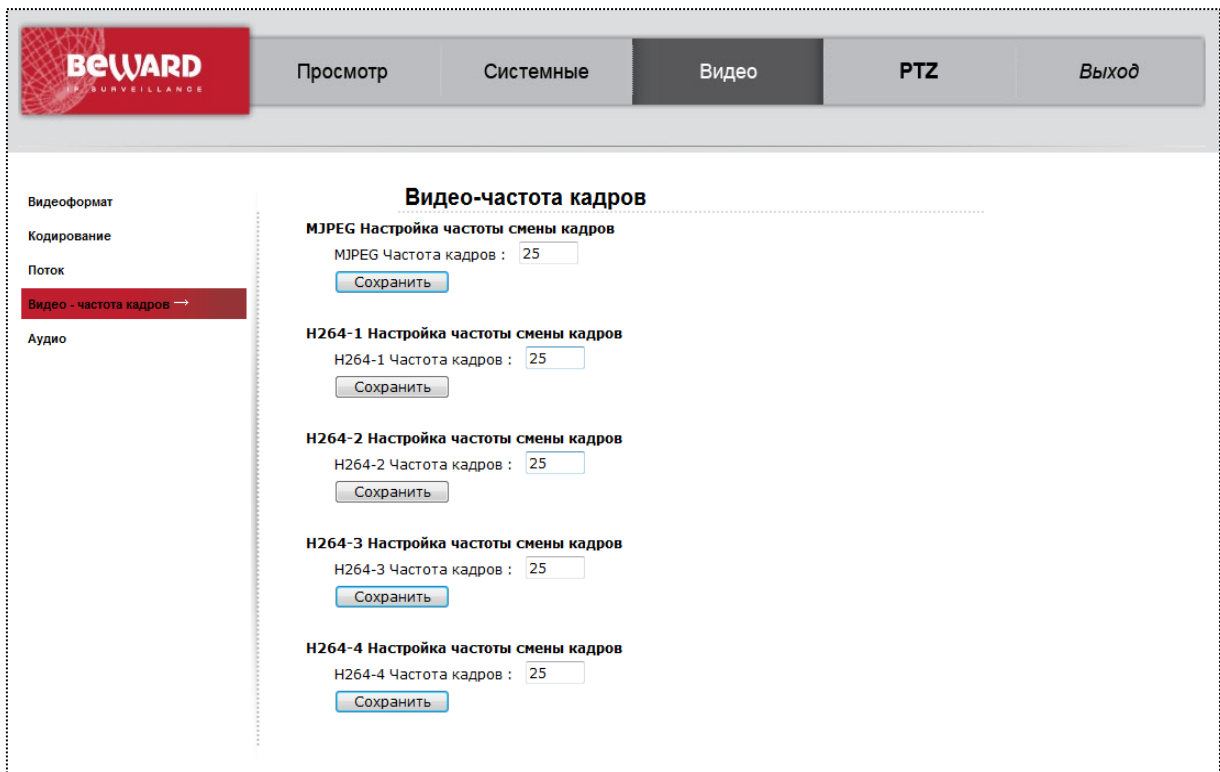 BEWARD
IP SURVEILLANCE
Просмотр
Системные
Видео
PTZ
Выход
Видеоформат
Кодирование
Поток
Видео - частота кадров →
Аудио
Видео-частота кадров
MJPEG Настройка частоты смены кадров
MJPEG Частота кадров : 25
Сохранить
H264-1 Настройка частоты смены кадров
H264-1 Частота кадров : 25
Сохранить
H264-2 Настройка частоты смены кадров
H264-2 Частота кадров : 25
Сохранить
H264-3 Настройка частоты смены кадров
H264-3 Частота кадров : 25
Сохранить
H264-4 Настройка частоты смены кадров
H264-4 Частота кадров : 25
Сохранить